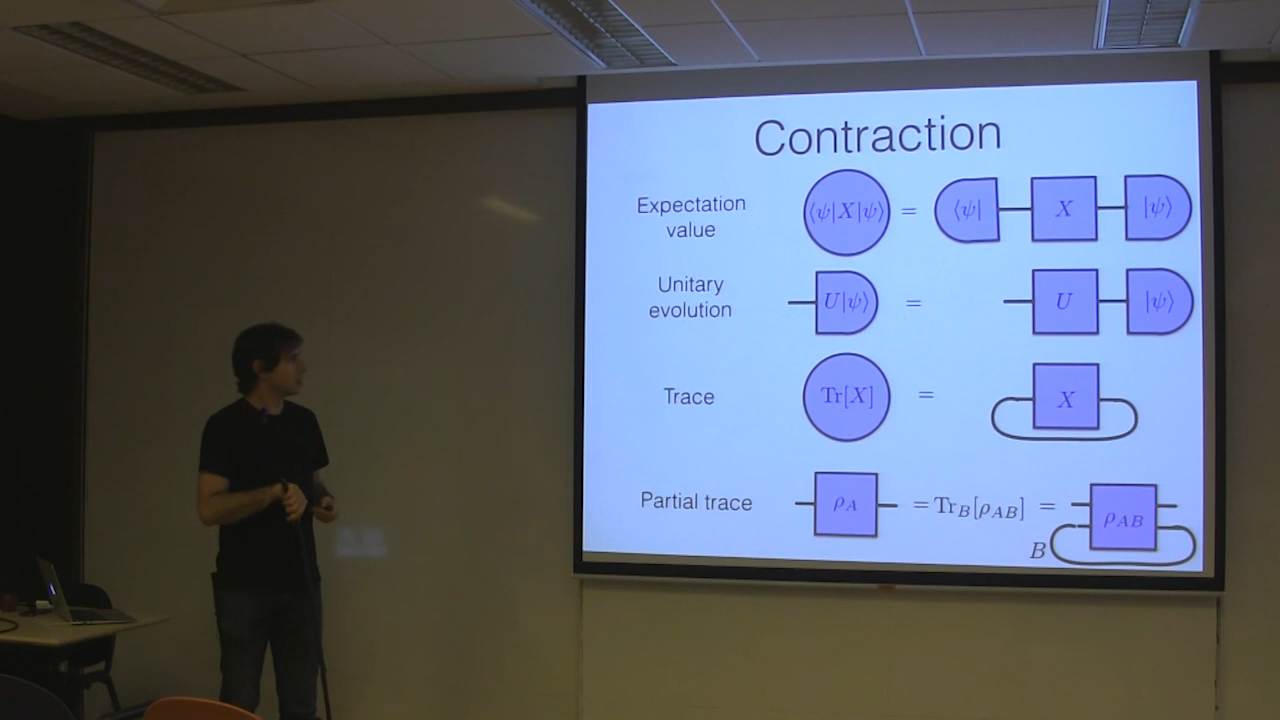 Contraction
Expectation
value
⟨ψ|X|ψ⟩ = ⟨ψ| X |ψ⟩
Unitary
evolution
U|ψ⟩ = U |ψ⟩
Trace
Tr[X] = X
Partial trace
ρ_A = Tr_B[ρ_AB] = ρ_AB
B